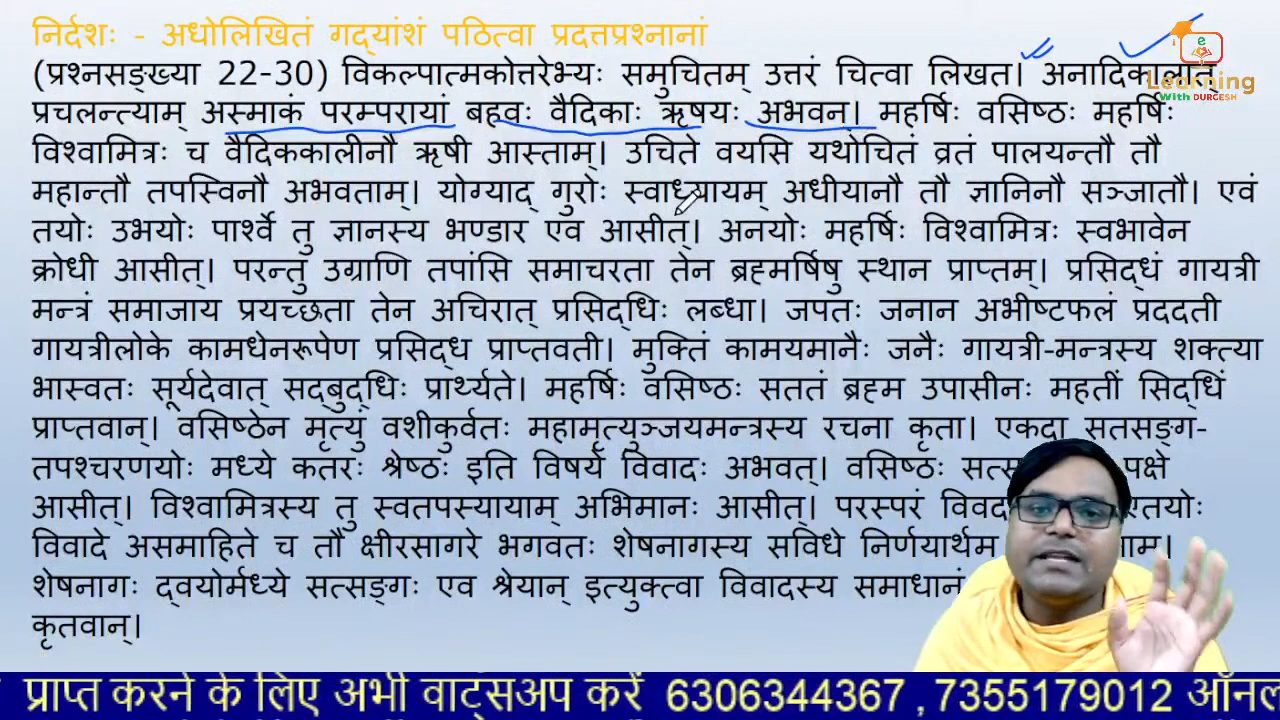 निर्दशः - अधोलिखितं गद्यांशं पठित्वा प्रदत्तप्रश्नानां
(प्रश्नसङ्ख्या 22-30) विकल्पात्मकोत्तरेभ्यः समुचितम् उत्तरं चित्वा लिखत। अनादिकालात्
प्रचलन्त्याम् अस्माकं परम्परायां बहवः वैदिकाः ऋषयः अभवन्। महर्षिः वसिष्ठः महर्षिः
विश्वामित्रः च वैदिककालीनौ ऋषी आस्ताम्। उचिते वयसि यथोचितं व्रतं पालयन्तौ तौ
महान्तौ तपस्विनौ अभवताम्। योग्याद् गुरोः स्वाध्यायम् अधीयानौ तौ ज्ञानिनौ सञ्जातौ। एवं
तयोः उभयोः पार्श्वे तु ज्ञानस्य भण्डार एव आसीत्। अनयोः महर्षिः विश्वामित्रः स्वभावेन
क्रोधी आसीत्। परन्तु उग्राणि तपांसि समाचरता तेन ब्रह्मर्षिषु स्थान प्राप्तम्। प्रसिद्धं गायत्री
मन्त्रं समाजाय प्रयच्छता तेन अचिरात् प्रसिद्धिः लब्धा। जपतः जनान अभीष्टफलं प्रददती
गायत्रीलोके कामधेनरूपेण प्रसिद्ध प्राप्तवती। मुक्तिं कामयमानैः जनैः गायत्री-मन्त्रस्य शक्त्या
भास्वतः सूर्यदेवात् सद्बुद्धिः प्रार्थ्यते। महर्षिः वसिष्ठः सततं ब्रह्म उपासीनः महतीं सिद्धिं
प्राप्तवान्। वसिष्ठेन मृत्युं वशीकुर्वतः महामृत्युञ्जयमन्त्रस्य रचना कृता। एकदा सतसङ्ग-
तपश्चरणयोः मध्ये कतरः श्रेष्ठः इति विषये विवादः अभवत्। वसिष्ठः पक्षे
आसीत्। विश्वामित्रस्य तु स्वतपस्यायाम् अभिमानः आसीत्। परस्परं एतयोः
विवादे असमाहिते च तौ क्षीरसागरे भगवतः शेषनागस्य सविधे निर्णयार्थम
शेषनागः द्वयोर्मध्ये सत्सङ्गः एव श्रेयान् इत्युक्त्वा विवादस्य समाधानं
कृतवान्।
e
Learning
With DURGESH
प्राप्त करने के लिए अभी वाट्सअप करें 6306344367 , 7355179012